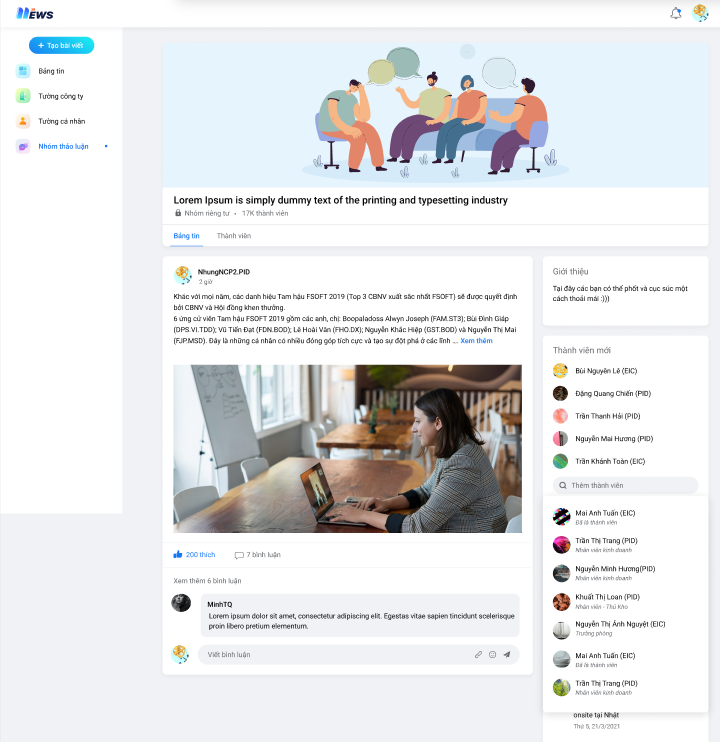 NEWS
+ Tạo bài viết
Bảng tin
Tường công ty
Tường cá nhân
Nhóm thảo luận
Lorem Ipsum is simply dummy text of the printing and typesetting industry
Nhóm riêng tư • 17K thành viên
Bảng tin Thành viên
NhungNCP2.PID
2 giờ
Khác với mọi năm, các danh hiệu Tam hậu FSOFT 2019 (Top 3 CBNV xuất sắc nhất FSOFT) sẽ được quyết định
bởi CBNV và Hội đồng khen thưởng.
6 ứng cử viên Tam hậu FSOFT 2019 gồm các anh, chị: Boopaladoss Alwyn Joseph (FAM.ST3); Bùi Đình Giáp
(DPS.VI.TDD); Vũ Tiến Đạt (FDN.BOD); Lê Hoài Vân (FHO.DX); Nguyễn Khắc Hiệp (GST.BOD) và Nguyễn Thị Mai
(FJP.MSD). Đây là những cá nhân có nhiều đóng góp tích cực và tạo sự đột phá ở các lĩnh ... Xem thêm
200 thích 7 bình luận
Xem thêm 6 bình luận
MinhTQ
Lorem ipsum dolor sit amet, consectetur adipiscing elit. Egestas vitae sapien tincidunt scelerisque
proin libero pretium elementum.
Viết bình luận
Giới thiệu
Tại đây các bạn có thể phốt và cục súc một
cách thoải mái :)))
Thành viên mới
Bùi Nguyên Lê (EIC)
Đặng Quang Chiến (PID)
Trần Thanh Hải (PID)
Nguyễn Mai Hương (PID)
Trần Khánh Toàn (EIC)
Thêm thành viên
Mai Anh Tuấn (EIC)
Đã là thành viên
Trần Thị Trang (PID)
Nhân viên kinh doanh
Nguyễn Minh Hương(PID)
Nhân viên kinh doanh
Khuất Thị Loan (PID)
Nhân viên - Thủ Kho
Nguyễn Thị Ánh Nguyệt (EIC)
Trưởng phòng
Mai Anh Tuấn (EIC)
Đã là thành viên
Trần Thị Trang (PID)
Nhân viên kinh doanh
onsite tại Nhật
Thứ 5, 21/3/2021